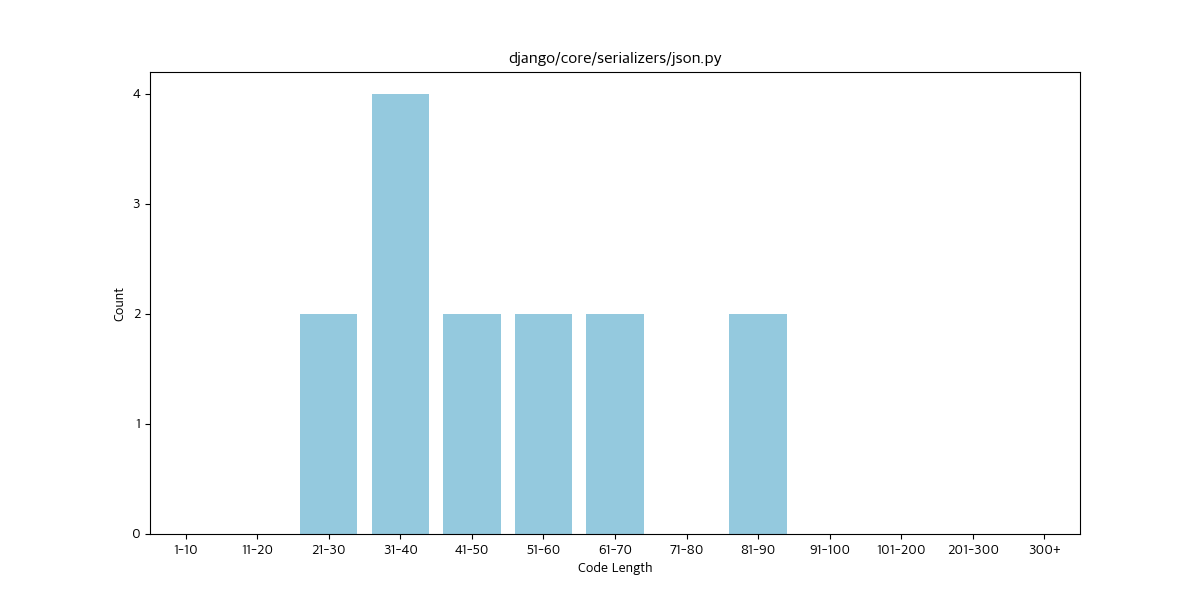 django/core/serializers/json.py
4
3
2
1
0
Count
1-10 11-20 21-30 31-40 41-50 51-60 61-70 71-80 81-90 91-100 101-200 201-300 300+
Code Length